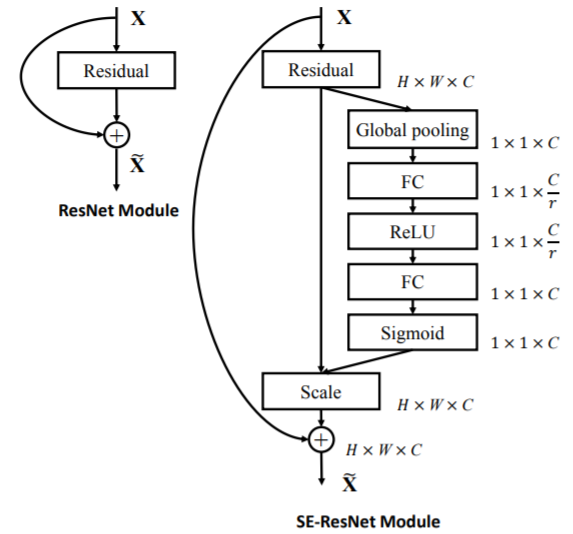 X
Residual
+
X̃
ResNet Module
X
Residual
H × W × C
Global pooling
1 × 1 × C
FC
1 × 1 × C/r
ReLU
1 × 1 × C/r
FC
1 × 1 × C
Sigmoid
1 × 1 × C
Scale
H × W × C
+
H × W × C
X̃
SE-ResNet Module